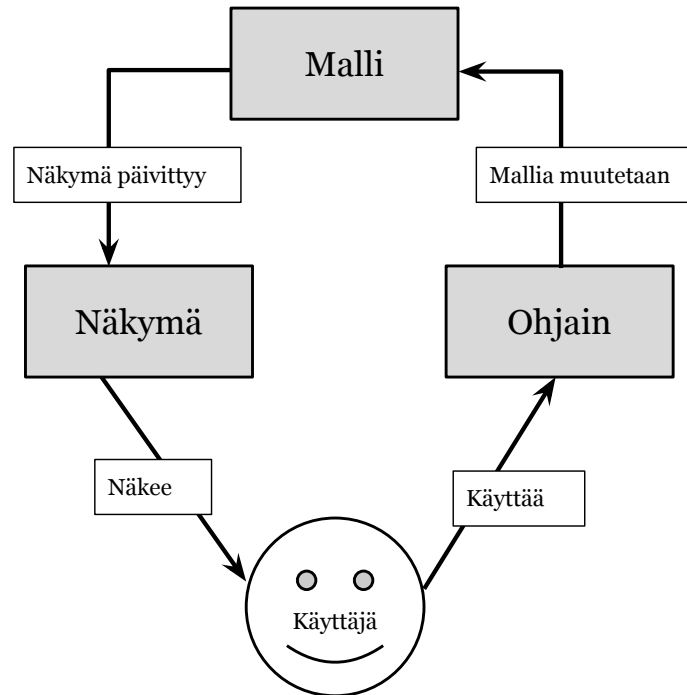 Malli
Näkymä päivittyy
Mallia muutetaan
Näkymä
Ohjain
Näkee
Käyttää
Käyttäjä